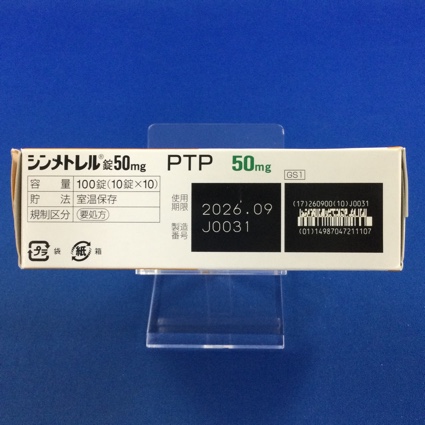 シンメトレル®錠50mg PTP 50mg
GS1
容量 100錠(10錠×10)
貯法 室温保存
規制区分 要処方
使用期限 2026.09
製造番号 J0031
(17)260900(10)J0031
(01)14987047211107
プラ 袋 紙 箱